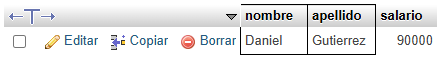 nombre apellido salario
Editar Copiar Borrar Daniel Gutierrez 90000